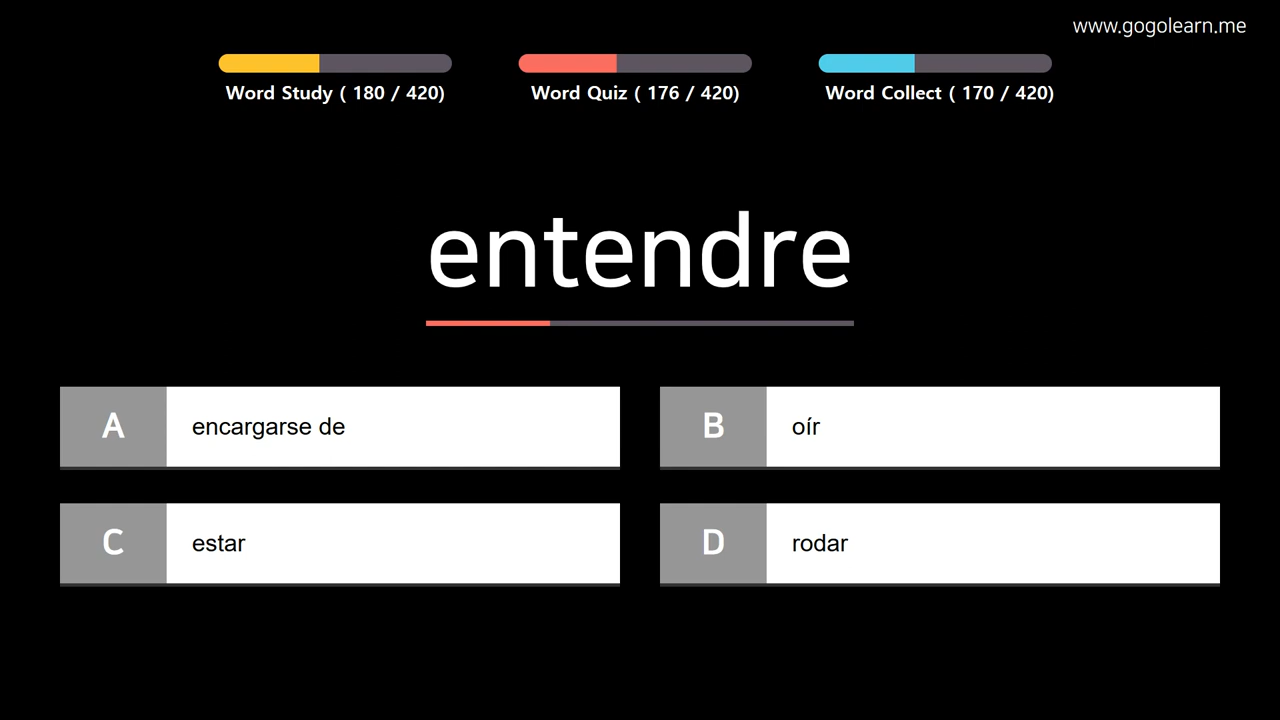 www.gogolearn.me
Word Study ( 180 / 420)
Word Quiz ( 176 / 420)
Word Collect ( 170 / 420)
entendre
A
encargarse de
B
oír
C
estar
D
rodar